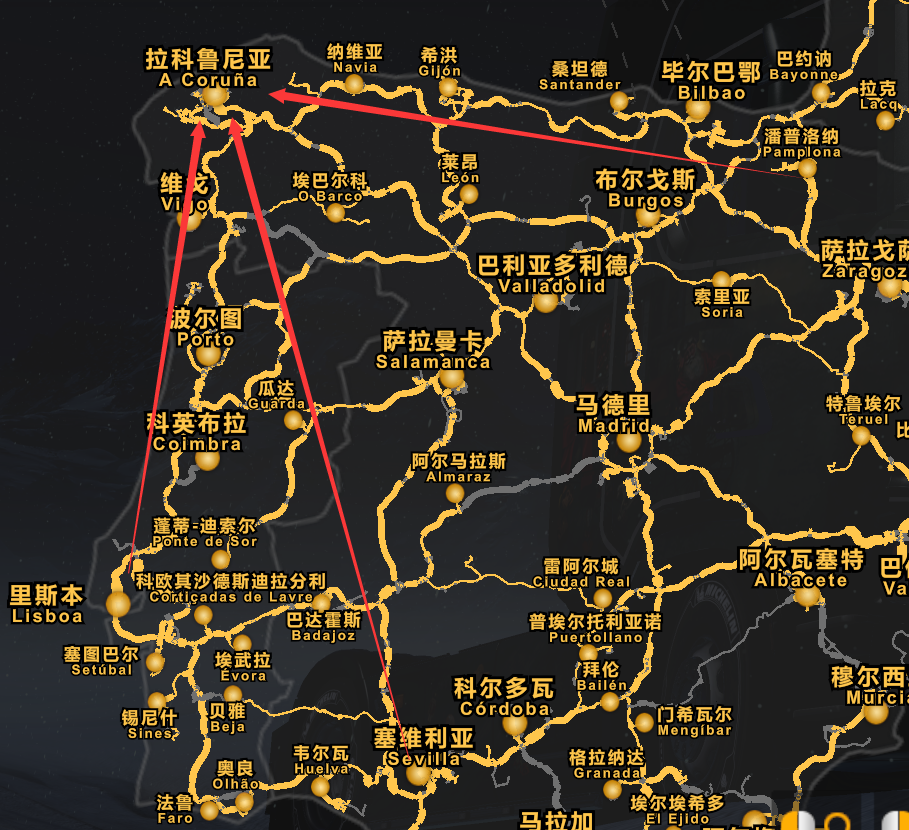 拉科鲁尼亚
A Coruña
纳维亚
Navia
希洪
Gijón
桑坦德
Santander
毕尔巴鄂
Bilbao
巴约讷
Bayonne
拉克
Lacq
潘普洛纳
Pamplona
维戈
Vigo
埃巴尔科
O Barco
莱昂
León
布尔戈斯
Burgos
巴利亚多利德
Valladolid
索里亚
Soria
萨拉戈萨
Zaragoz
波尔图
Porto
萨拉曼卡
Salamanca
瓜达
Guarda
科英布拉
Coimbra
马德里
Madrid
特鲁埃尔
Teruel
比
阿尔马拉斯
Almaraz
蓬蒂-迪索尔
Ponte de Sor
里斯本
Lisboa
科欧其沙德斯迪拉分利
Cortiçadas de Lavre
巴达霍斯
Badajoz
雷阿尔城
Ciudad Real
阿尔瓦塞特
Albacete
巴
Va
塞图巴尔
Setúbal
埃武拉
Évora
普埃尔托利亚诺
Puertollano
拜伦
Bailén
锡尼什
Sines
贝雅
Beja
科尔多瓦
Córdoba
门希瓦尔
Mengíbar
穆尔西
Murcia
塞维利亚
Sevilla
韦尔瓦
Huelva
奥良
Olhão
法鲁
Faro
格拉纳达
Granada
埃尔埃希多
El Ejido
马拉加
MICHELIN